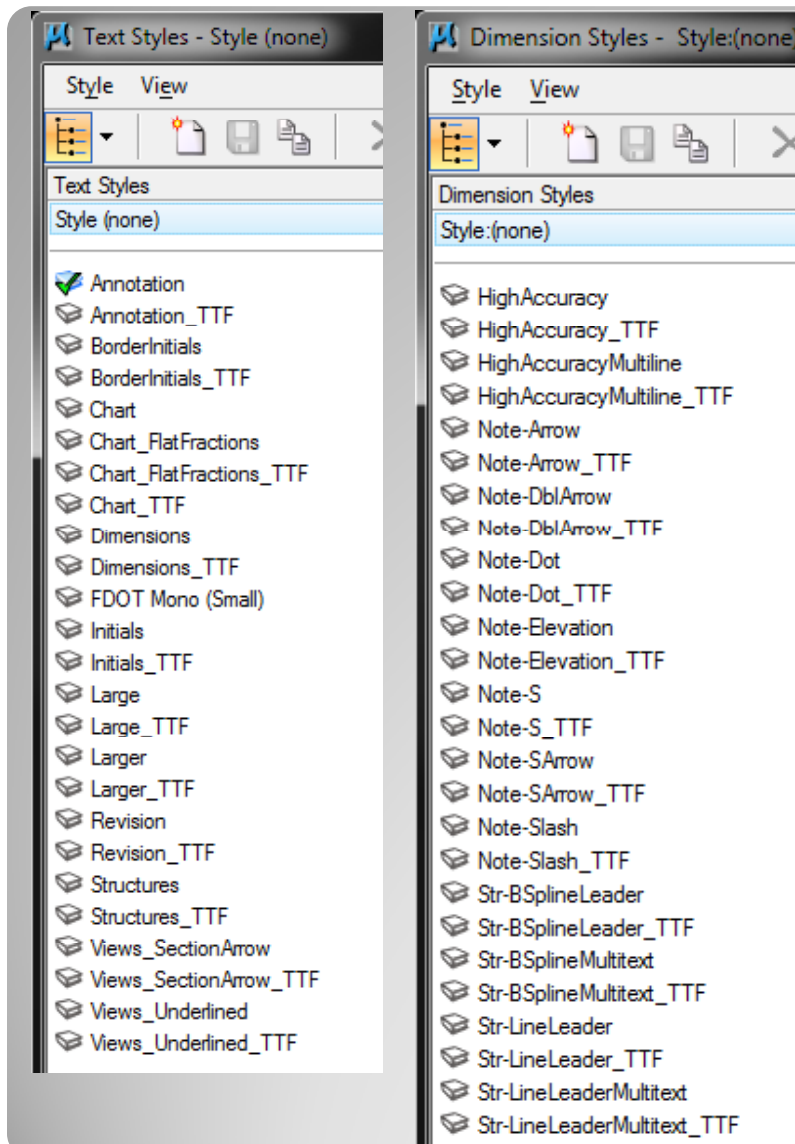 Text Styles - Style (none)
Style View
Text Styles
Style (none)
Annotation
Annotation_TTF
BorderInitials
BorderInitials_TTF
Chart
Chart_FlatFractions
Chart_FlatFractions_TTF
Chart_TTF
Dimensions
Dimensions_TTF
FDOT Mono (Small)
Initials
Initials_TTF
Large
Large_TTF
Larger
Larger_TTF
Revision
Revision_TTF
Structures
Structures_TTF
Views_SectionArrow
Views_SectionArrow_TTF
Views_Underlined
Views_Underlined_TTF
Dimension Styles - Style:(none)
Style View
Dimension Styles
Style:(none)
HighAccuracy
HighAccuracy_TTF
HighAccuracyMultiline
HighAccuracyMultiline_TTF
Note-Arrow
Note-Arrow_TTF
Note-DblArrow
Note-DblArrow_TTF
Note-Dot
Note-Dot_TTF
Note-Elevation
Note-Elevation_TTF
Note-S
Note-S_TTF
Note-SArrow
Note-SArrow_TTF
Note-Slash
Note-Slash_TTF
Str-BSplineLeader
Str-BSplineLeader_TTF
Str-BSplineMultitext
Str-BSplineMultitext_TTF
Str-LineLeader
Str-LineLeader_TTF
Str-LineLeaderMultitext
Str-LineLeaderMultitext_TTF